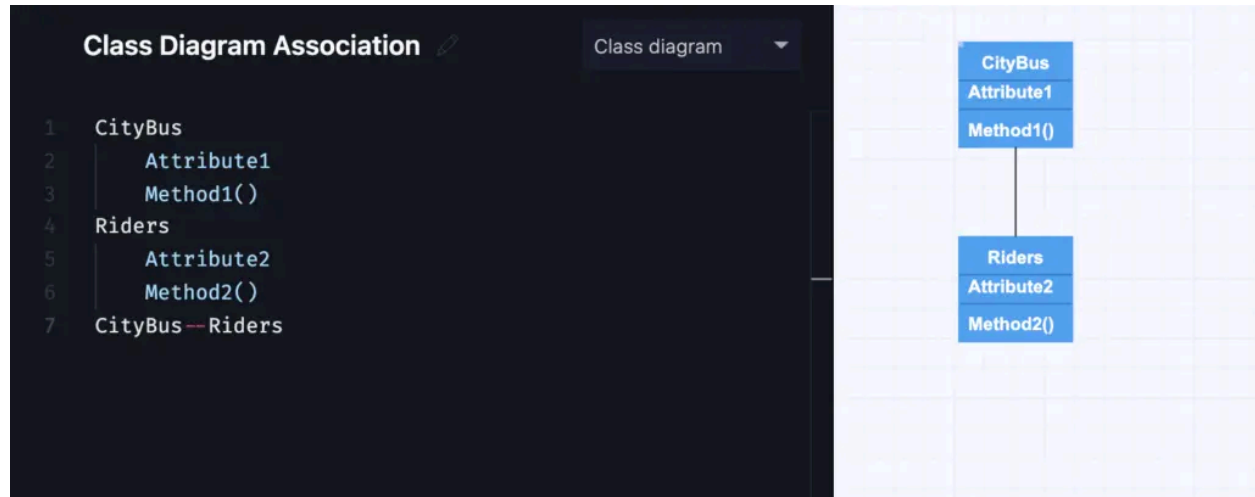 Class Diagram Association
Class diagram
1 CityBus
2 Attribute1
3 Method1()
4 Riders
5 Attribute2
6 Method2()
7 CityBus--Riders
CityBus
Attribute1
Method1()
Riders
Attribute2
Method2()